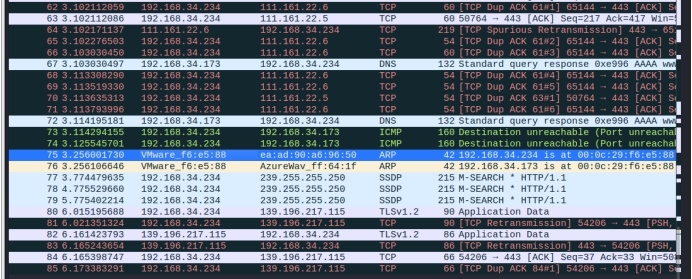 62 3.102112059 192.168.34.234 111.161.22.6 TCP 60 [TCP Dup ACK 61#1] 65144 → 443 [ACK] S
63 3.102112086 192.168.34.234 111.161.22.5 TCP 60 50764 → 443 [ACK] Seq=217 Ack=417 Win=
64 3.102171137 111.161.22.6 192.168.34.234 TCP 219 [TCP Spurious Retransmission] 443 → 65
65 3.102276503 192.168.34.234 111.161.22.6 TCP 54 [TCP Dup ACK 61#2] 65144 → 443 [ACK] S
66 3.103030450 192.168.34.234 111.161.22.6 TCP 60 [TCP Dup ACK 61#3] 65144 → 443 [ACK] S
67 3.103030497 192.168.34.173 192.168.34.234 DNS 132 Standard query response 0xe996 AAAA ww
68 3.113308290 192.168.34.234 111.161.22.6 TCP 54 [TCP Dup ACK 61#4] 65144 → 443 [ACK] S
69 3.113519330 192.168.34.234 111.161.22.6 TCP 54 [TCP Dup ACK 61#5] 65144 → 443 [ACK] S
70 3.113635313 192.168.34.234 111.161.22.5 TCP 54 [TCP Dup ACK 63#1] 50764 → 443 [ACK] S
71 3.113793996 192.168.34.234 111.161.22.6 TCP 54 [TCP Dup ACK 61#6] 65144 → 443 [ACK] S
72 3.114195181 192.168.34.173 192.168.34.234 DNS 132 Standard query response 0xe996 AAAA ww
73 3.114294155 192.168.34.234 192.168.34.173 ICMP 160 Destination unreachable (Port unreacha
74 3.125545701 192.168.34.234 192.168.34.173 ICMP 160 Destination unreachable (Port unreacha
75 3.256001730 VMware_f6:e5:88 ea:ad:90:a6:96:50 ARP 42 192.168.34.234 is at 00:0c:29:f6:e5:88
76 3.256106646 VMware_f6:e5:88 AzureWav_ff:64:1f ARP 42 192.168.34.173 is at 00:0c:29:f6:e5:88
77 3.774479635 192.168.34.234 239.255.255.250 SSDP 215 M-SEARCH * HTTP/1.1
78 4.775529660 192.168.34.234 239.255.255.250 SSDP 215 M-SEARCH * HTTP/1.1
79 5.775402214 192.168.34.234 239.255.255.250 SSDP 215 M-SEARCH * HTTP/1.1
80 6.015195688 192.168.34.234 139.196.217.115 TLSv1.2 90 Application Data
81 6.021351324 192.168.34.234 139.196.217.115 TCP 90 [TCP Retransmission] 54206 → 443 [PSH,
82 6.161423793 139.196.217.115 192.168.34.234 TLSv1.2 86 Application Data
83 6.165243654 139.196.217.115 192.168.34.234 TCP 86 [TCP Retransmission] 443 → 54206 [PSH,
84 6.165398747 192.168.34.234 139.196.217.115 TCP 66 54206 → 443 [ACK] Seq=37 Ack=33 Win=50
85 6.173383291 192.168.34.234 139.196.217.115 TCP 66 [TCP Dup ACK 84#1] 54206 → 443 [ACK] S